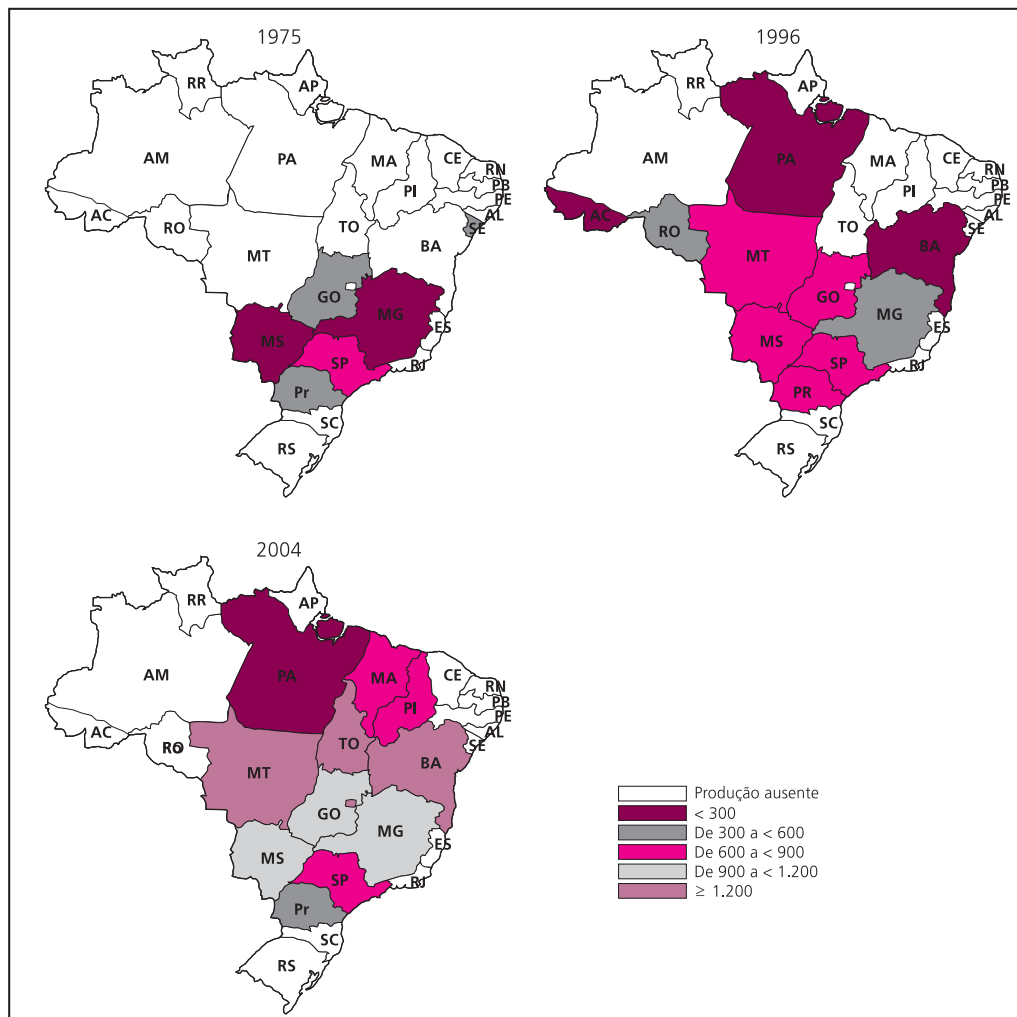 1975
RR
AP
AM
PA
MA
CE
RN
PB
PE
AL
SE
PI
AC
RO
TO
BA
MT
GO
MG
ES
MS
SP
RJ
Pr
SC
RS
1996
RR
AP
AM
PA
MA
CE
RN
PB
PE
AL
SE
PI
AC
RO
TO
BA
MT
GO
MG
ES
MS
SP
RJ
PR
SC
RS
2004
RR
AP
AM
PA
MA
CE
RN
PB
PE
AL
SE
PI
AC
RO
TO
BA
MT
GO
MG
ES
MS
SP
RJ
Pr
SC
RS
Produção ausente
< 300
De 300 a < 600
De 600 a < 900
De 900 a < 1.200
≥ 1.200